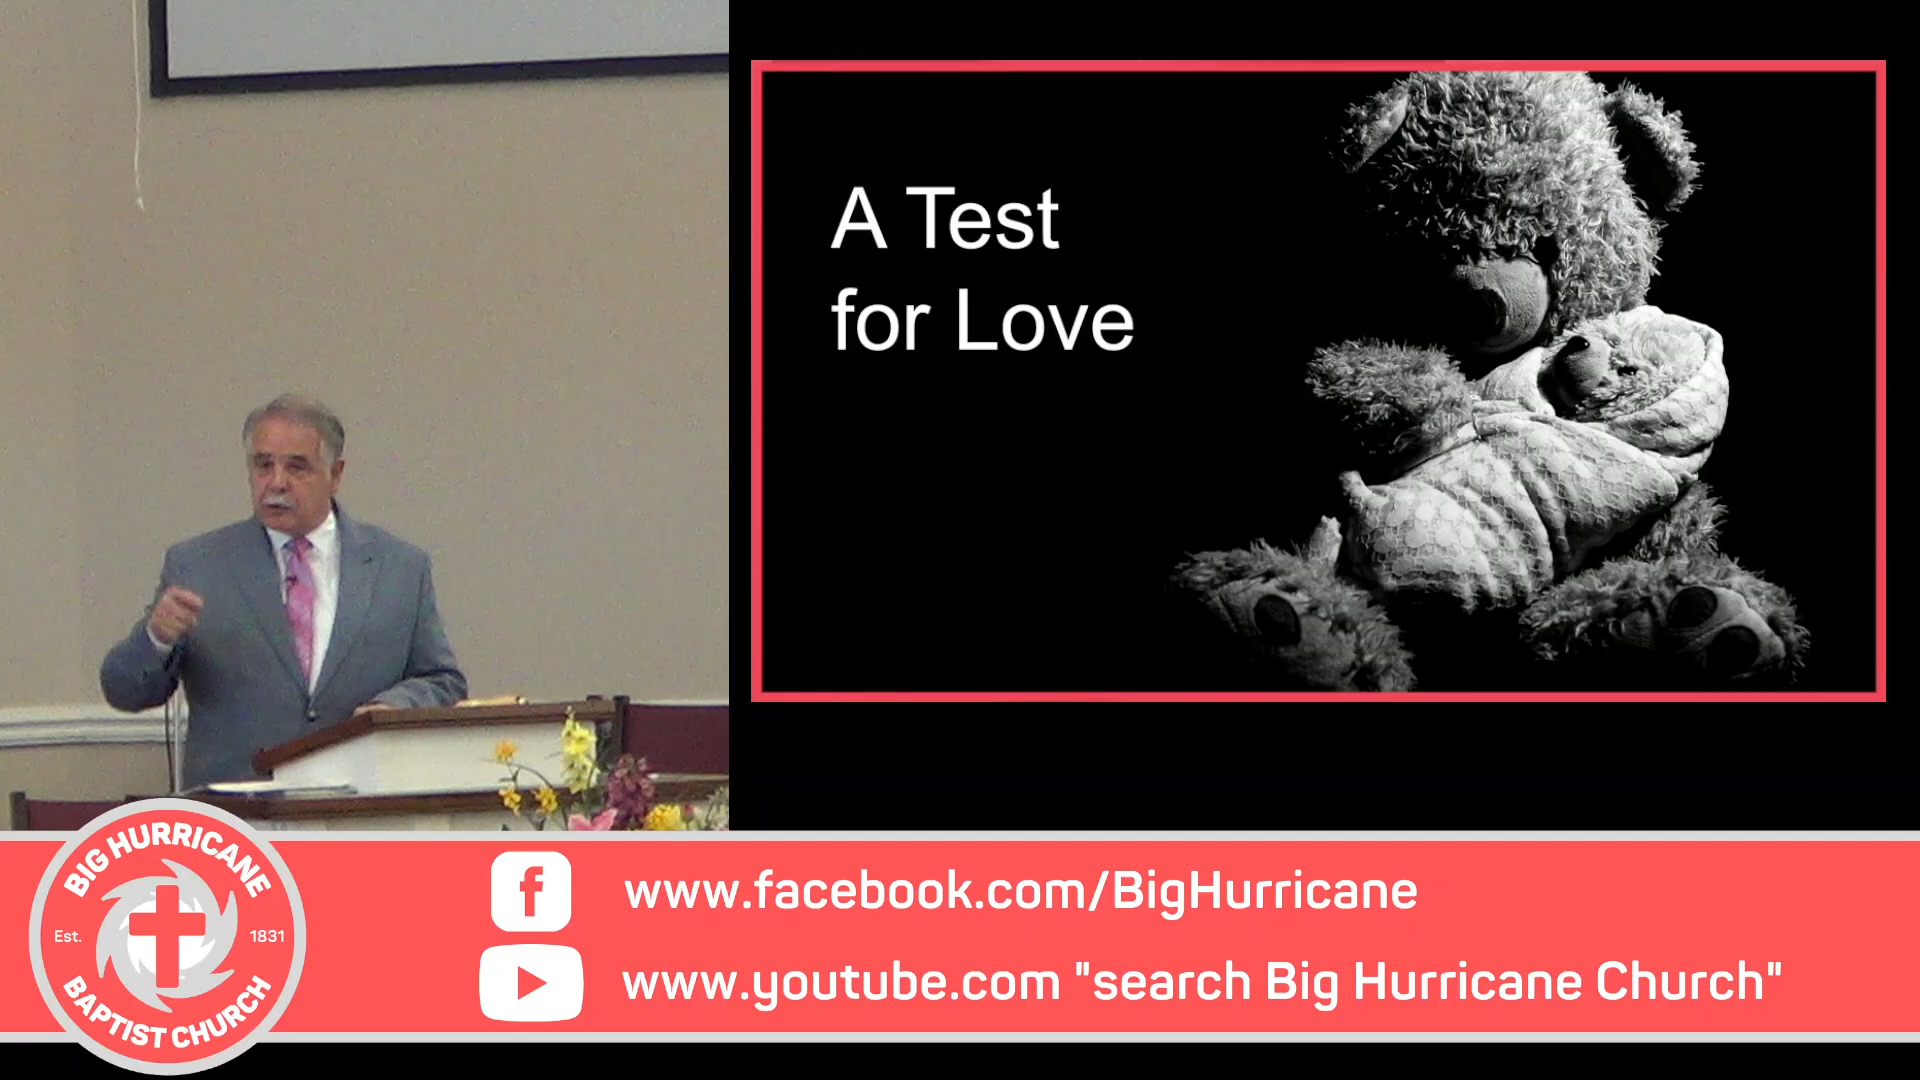 A Test
for Love
BIG HURRICANE
Est. 1831
BAPTIST CHURCH
www.facebook.com/BigHurricane
www.youtube.com "search Big Hurricane Church"